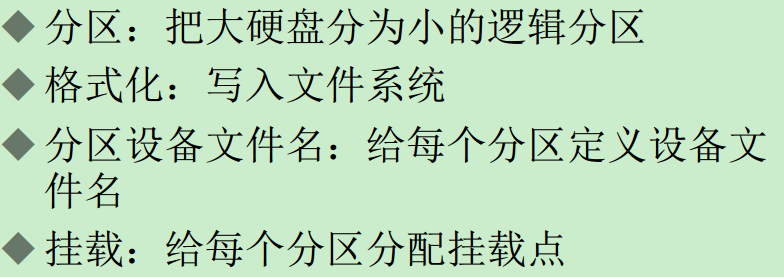 ◆ 分区：把大硬盘分为小的逻辑分区
◆ 格式化：写入文件系统
◆ 分区设备文件名：给每个分区定义设备文
件名
◆ 挂载：给每个分区分配挂载点